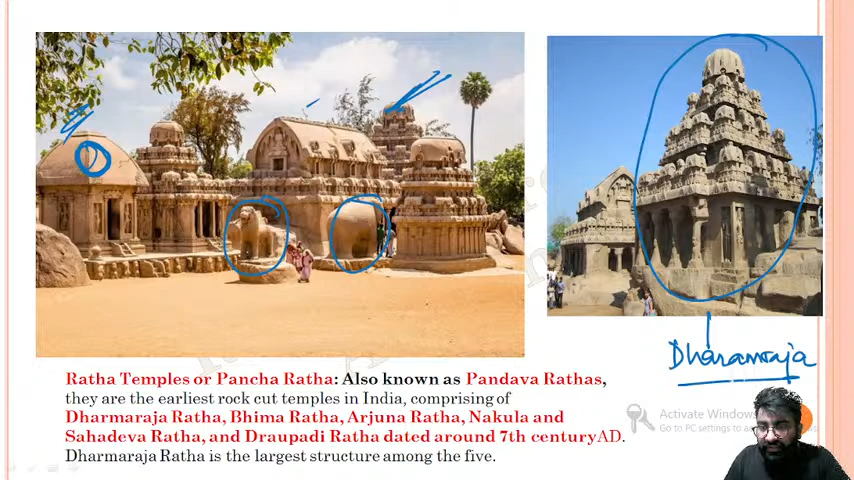 Dharamraja
Ratha Temples or Pancha Ratha: Also known as Pandava Rathas,
they are the earliest rock cut temples in India, comprising of
Dharmaraja Ratha, Bhima Ratha, Arjuna Ratha, Nakula and
Sahadeva Ratha, and Draupadi Ratha dated around 7th centuryAD.
Dharmaraja Ratha is the largest structure among the five.
Activate Windows
Go to PC settings to